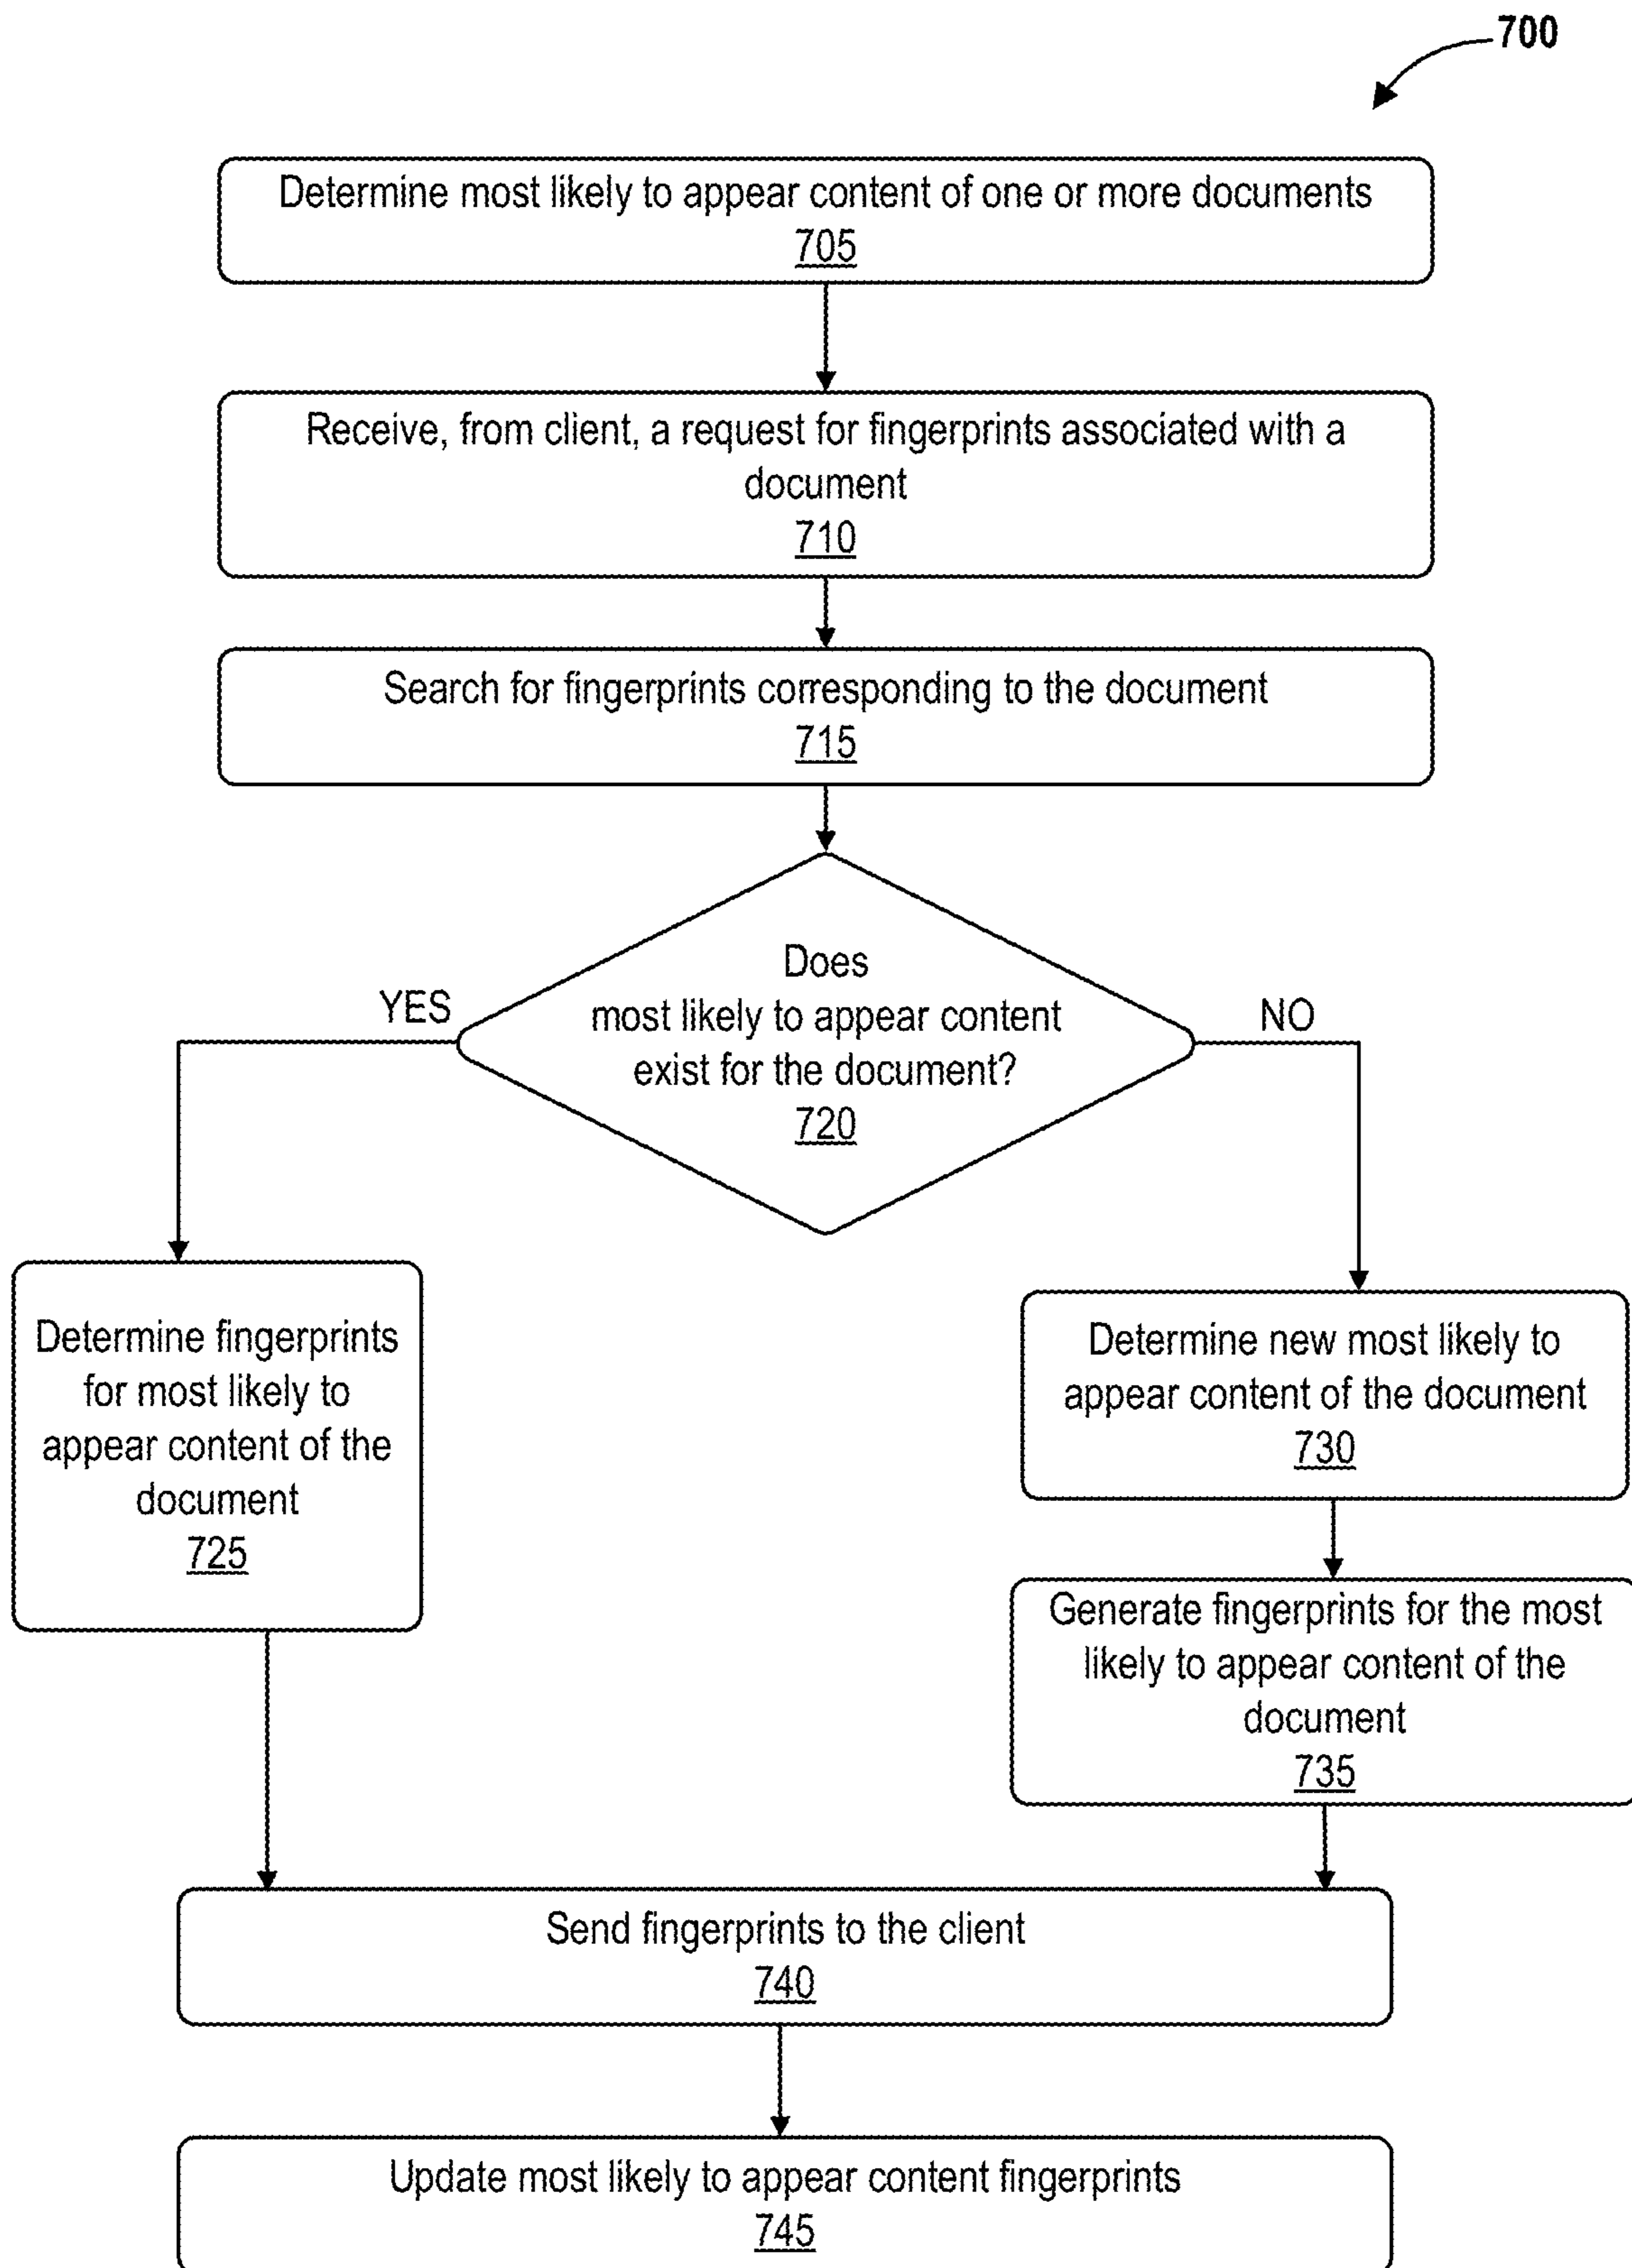 700
Determine most likely to appear content of one or more documents
705
Receive, from client, a request for fingerprints associated with a
document
710
Search for fingerprints corresponding to the document
715
Does
most likely to appear content
exist for the document?
720
YES
NO
Determine fingerprints
for most likely to
appear content of the
document
725
Determine new most likely to
appear content of the document
730
Generate fingerprints for the most
likely to appear content of the
document
735
Send fingerprints to the client
740
Update most likely to appear content fingerprints
745